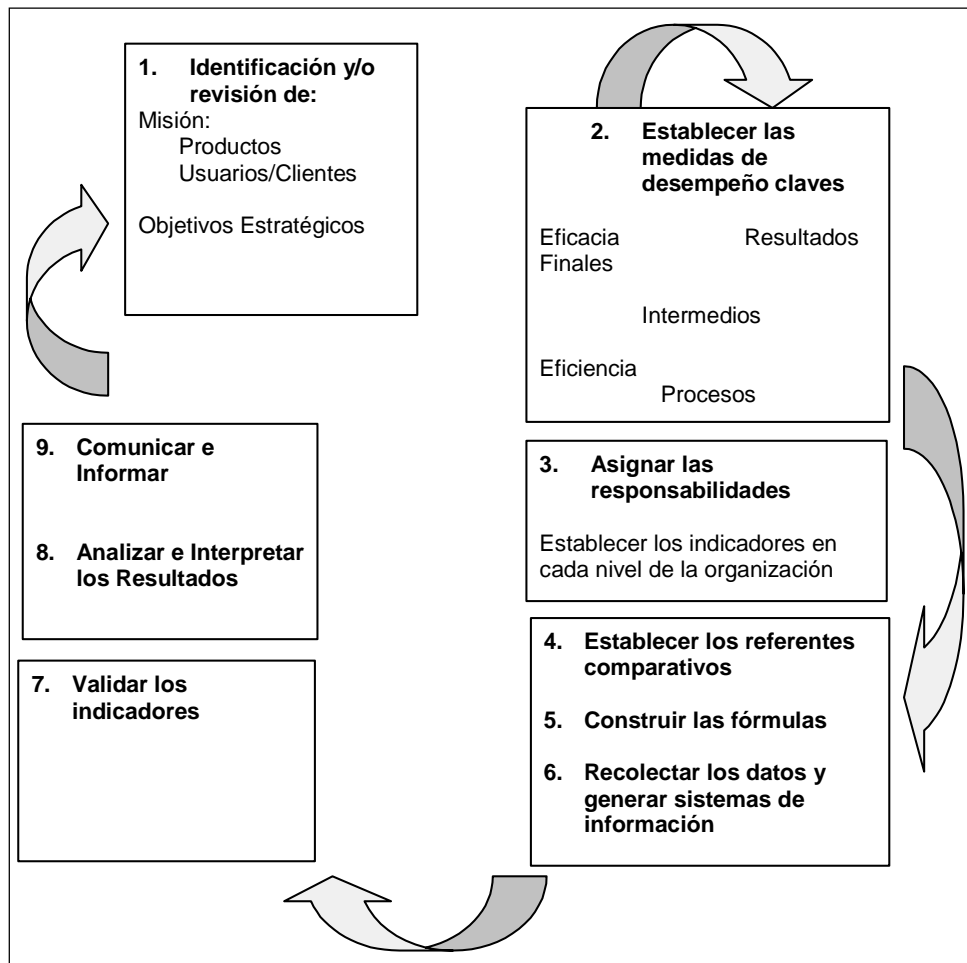 1. Identificación y/o
revisión de:
Misión:
Productos
Usuarios/Clientes
Objetivos Estratégicos
2. Establecer las
medidas de
desempeño claves
Eficacia Resultados
Finales
Intermedios
Eficiencia
Procesos
3. Asignar las
responsabilidades
Establecer los indicadores en
cada nivel de la organización
4. Establecer los referentes
comparativos
5. Construir las fórmulas
6. Recolectar los datos y
generar sistemas de
información
7. Validar los
indicadores
9. Comunicar e
Informar
8. Analizar e Interpretar
los Resultados